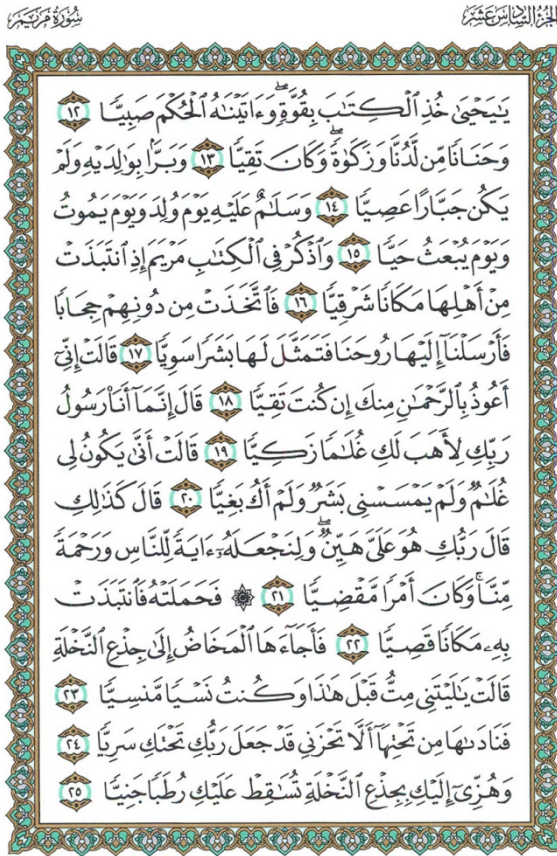 الجزء السادس عشر
سورة مريم
يَٰيَحۡيَىٰ خُذِ ٱلۡكِتَٰبَ بِقُوَّةٖۖ وَءَاتَيۡنَٰهُ ٱلۡحُكۡمَ صَبِيّٗا ١٢
وَحَنَانٗا مِّن لَّدُنَّا وَزَكَوٰةٗۖ وَكَانَ تَقِيّٗا ١٣ وَبَرَّۢا بِوَٰلِدَيۡهِ وَلَمۡ
يَكُن جَبَّارًا عَصِيّٗا ١٤ وَسَلَٰمٌ عَلَيۡهِ يَوۡمَ وُلِدَ وَيَوۡمَ يَمُوتُ
وَيَوۡمَ يُبۡعَثُ حَيّٗا ١٥ وَٱذۡكُرۡ فِي ٱلۡكِتَٰبِ مَرۡيَمَ إِذِ ٱنتَبَذَتۡ
مِنۡ أَهۡلِهَا مَكَانٗا شَرۡقِيّٗا ١٦ فَٱتَّخَذَتۡ مِن دُونِهِمۡ حِجَابٗا
فَأَرۡسَلۡنَآ إِلَيۡهَا رُوحَنَا فَتَمَثَّلَ لَهَا بَشَرٗا سَوِيّٗا ١٧ قَالَتۡ إِنِّيٓ
أَعُوذُ بِٱلرَّحۡمَٰنِ مِنكَ إِن كُنتَ تَقِيّٗا ١٨ قَالَ إِنَّمَآ أَنَا۠ رَسُولُ
رَبِّكِ لِأَهَبَ لَكِ غُلَٰمٗا زَكِيّٗا ١٩ قَالَتۡ أَنَّىٰ يَكُونُ لِي
غُلَٰمٞ وَلَمۡ يَمۡسَسۡنِي بَشَرٞ وَلَمۡ أَكُ بَغِيّٗا ٢٠ قَالَ كَذَٰلِكِ
قَالَ رَبُّكِ هُوَ عَلَيَّ هَيِّنٞۖ وَلِنَجۡعَلَهُۥٓ ءَايَةٗ لِّلنَّاسِ وَرَحۡمَةٗ
مِّنَّاۚ وَكَانَ أَمۡرٗا مَّقۡضِيّٗا ٢١ ۞ فَحَمَلَتۡهُ فَٱنتَبَذَتۡ
بِهِۦ مَكَانٗا قَصِيّٗا ٢٢ فَأَجَآءَهَا ٱلۡمَخَاضُ إِلَىٰ جِذۡعِ ٱلنَّخۡلَةِ
قَالَتۡ يَٰلَيۡتَنِي مِتُّ قَبۡلَ هَٰذَا وَكُنتُ نَسۡيٗا مَّنسِيّٗا ٢٣
فَنَادَىٰهَا مِن تَحۡتِهَآ أَلَّا تَحۡزَنِي قَدۡ جَعَلَ رَبُّكِ تَحۡتَكِ سَرِيّٗا ٢٤
وَهُزِّيٓ إِلَيۡكِ بِجِذۡعِ ٱلنَّخۡلَةِ تُسَٰقِطۡ عَلَيۡكِ رُطَبٗا جَنِيّٗا ٢٥